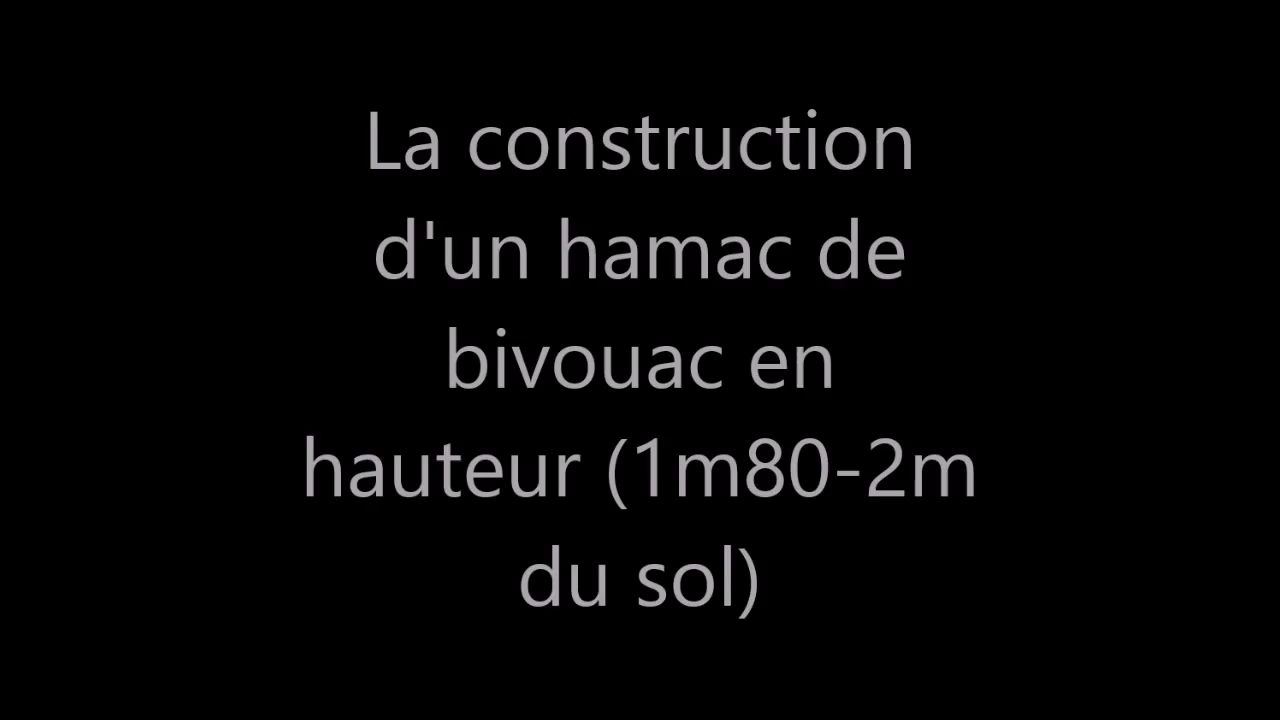 La construction
d'un hamac de
bivouac en
hauteur (1m80-2m
du sol)